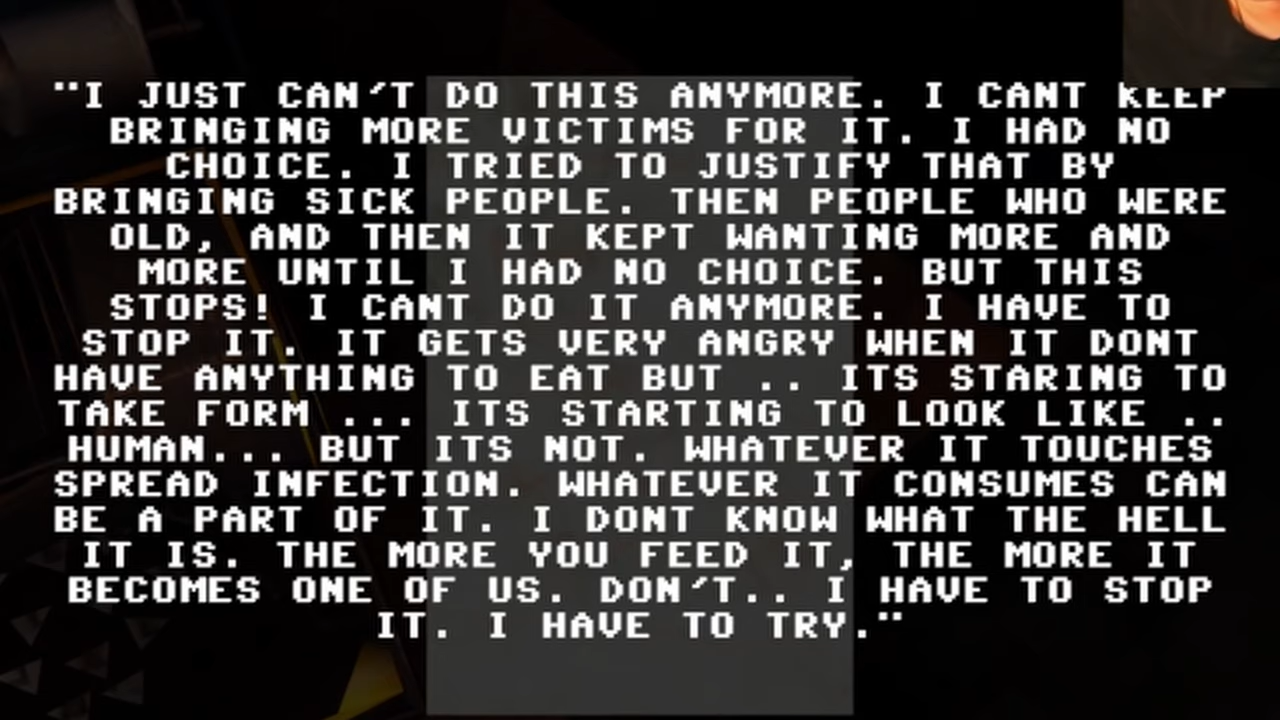 "I JUST CAN'T DO THIS ANYMORE. I CANT KEEP
BRINGING MORE VICTIMS FOR IT. I HAD NO
CHOICE. I TRIED TO JUSTIFY THAT BY
BRINGING SICK PEOPLE. THEN PEOPLE WHO WERE
OLD, AND THEN IT KEPT WANTING MORE AND
MORE UNTIL I HAD NO CHOICE. BUT THIS
STOPS! I CANT DO IT ANYMORE. I HAVE TO
STOP IT. IT GETS VERY ANGRY WHEN IT DONT
HAVE ANYTHING TO EAT BUT .. ITS STARING TO
TAKE FORM ... ITS STARTING TO LOOK LIKE ..
HUMAN... BUT ITS NOT. WHATEVER IT TOUCHES
SPREAD INFECTION. WHATEVER IT CONSUMES CAN
BE A PART OF IT. I DONT KNOW WHAT THE HELL
IT IS. THE MORE YOU FEED IT, THE MORE IT
BECOMES ONE OF US. DON'T.. I HAVE TO STOP
IT. I HAVE TO TRY."